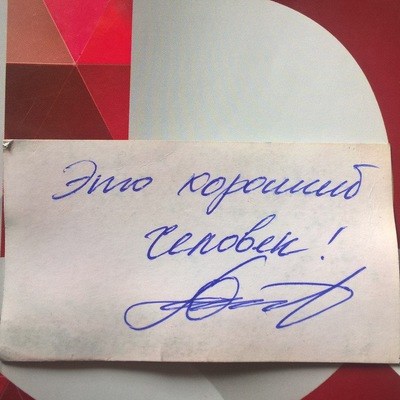 Это хороший
человек!